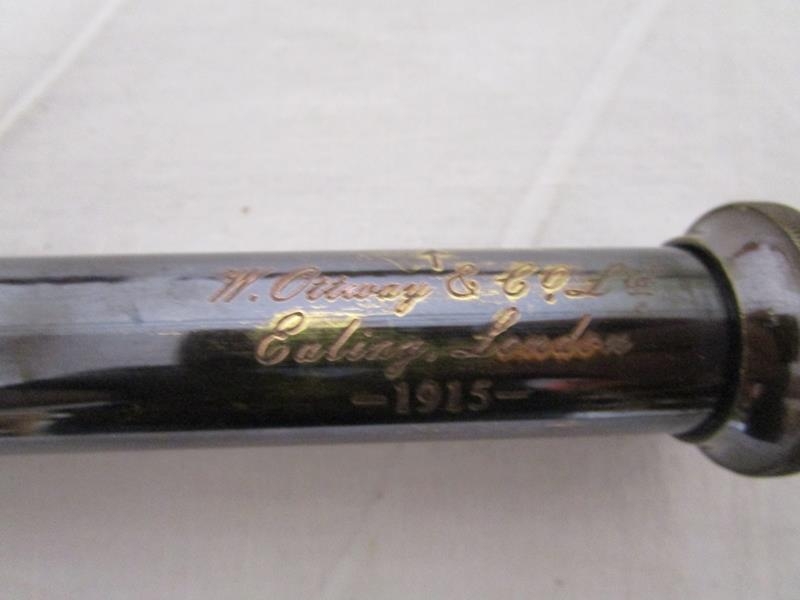 W. Ottway & Co. Ltd.
Ealing, London
–1915–